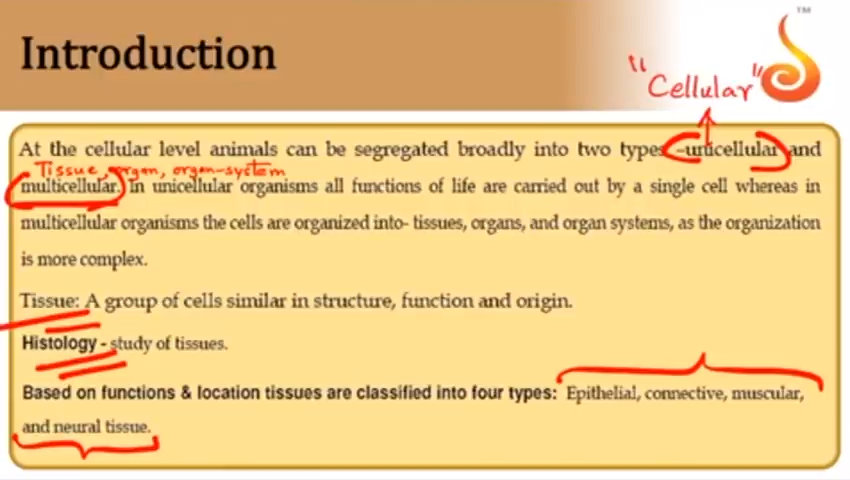 Introduction
TM
"Cellular"
At the cellular level animals can be segregated broadly into two types -unicellular and
Tissue, organ, organ-system
multicellular. In unicellular organisms all functions of life are carried out by a single cell whereas in
multicellular organisms the cells are organized into- tissues, organs, and organ systems, as the organization
is more complex.
Tissue: A group of cells similar in structure, function and origin.
Histology - study of tissues.
Based on functions & location tissues are classified into four types: Epithelial, connective, muscular,
and neural tissue.